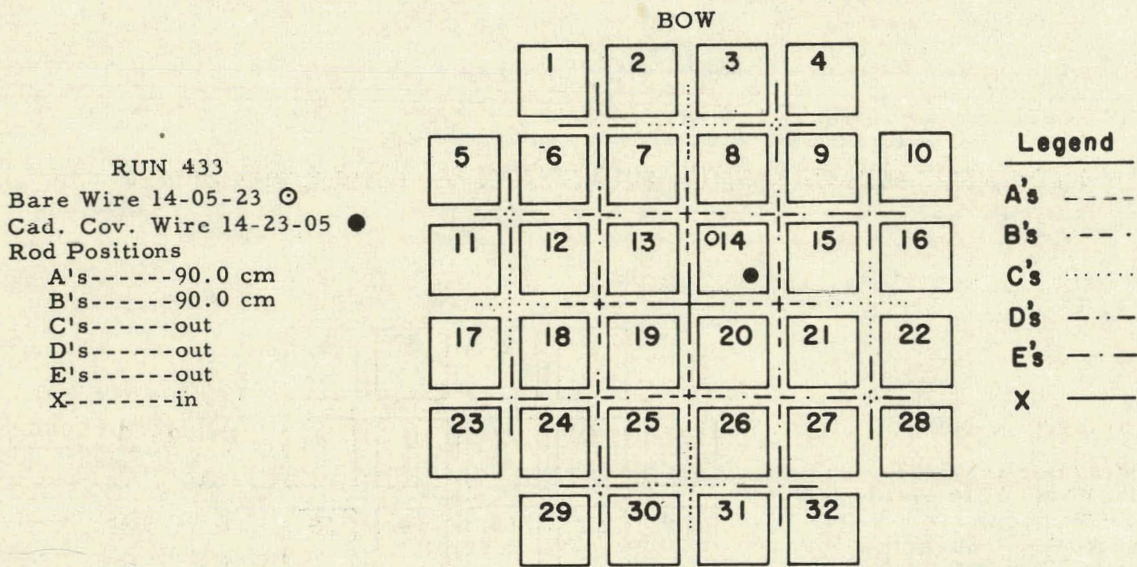 BOW
1 2 3 4
5 6 7 8 9 10
RUN 433
Bare Wire 14-05-23
Cad. Cov. Wire 14-23-05
Rod Positions
A's------90.0 cm
B's------90.0 cm
C's------out
D's------out
E's------out
X-------in
11 12 13 14 15 16
17 18 19 20 21 22
23 24 25 26 27 28
29 30 31 32
Legend
A's
B's
C's
D's
E's
X